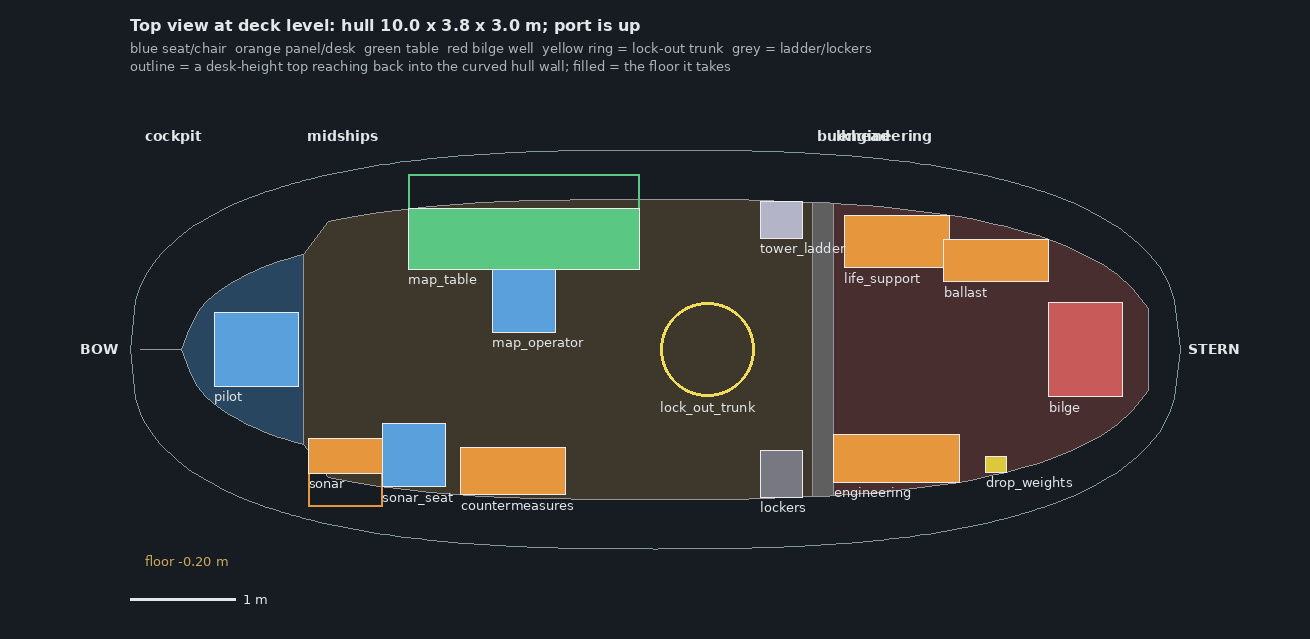 Top view at deck level: hull 10.0 x 3.8 x 3.0 m; port is up
blue seat/chair  orange panel/desk  green table  red bilge well  yellow ring = lock-out trunk  grey = ladder/lockers
outline = a desk-height top reaching back into the curved hull wall; filled = the floor it takes
cockpit
midships
tower_ladder
map_table
life_support
ballast
map_operator
BOW
STERN
pilot
lock_out_trunk
bilge
sonar
sonar_seat
countermeasures
lockers
engineering
drop_weights
floor -0.20 m
1 m